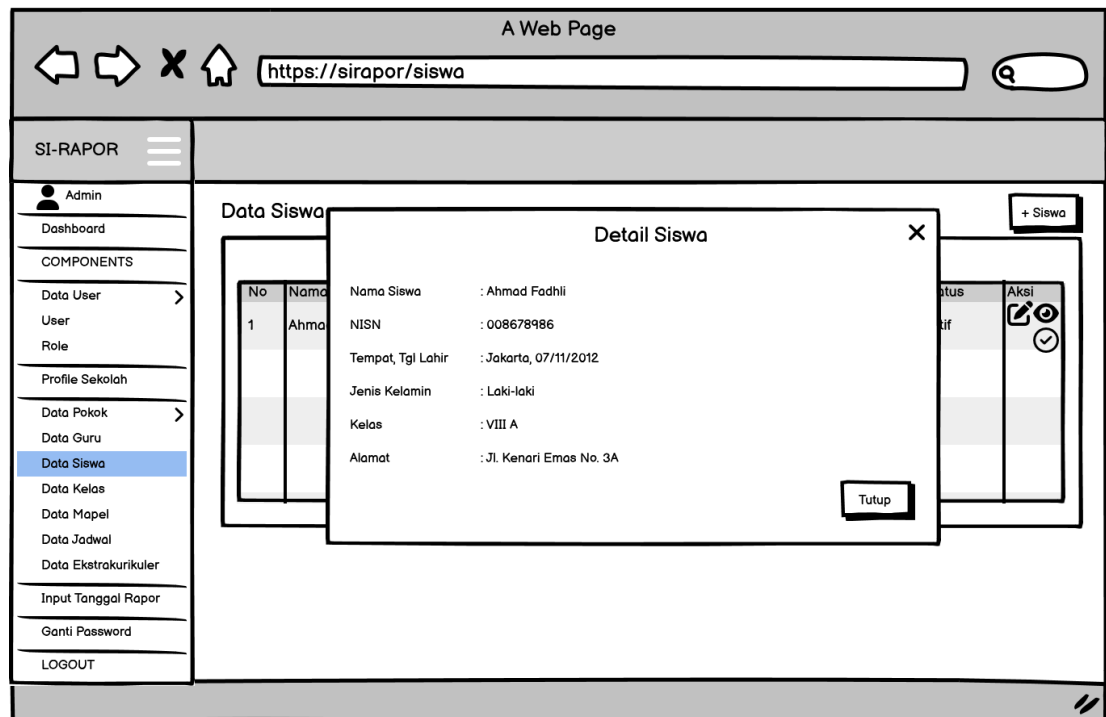 A Web Page
https://sirapor/siswa
SI-RAPOR
Admin
Dashboard
COMPONENTS
Data User
User
Role
Profile Sekolah
Data Pokok
Data Guru
Data Siswa
Data Kelas
Data Mapel
Data Jadwal
Data Ekstrakurikuler
Input Tanggal Rapor
Ganti Password
LOGOUT
Data Siswa
+ Siswa
No Nama Aksi
1
Detail Siswa
Nama Siswa : Ahmad Fadhli
NISN : 008678986
Tempat, Tgl Lahir : Jakarta, 07/11/2012
Jenis Kelamin : Laki-laki
Kelas : VIII A
Alamat : Jl. Kenari Emas No. 3A
Tutup